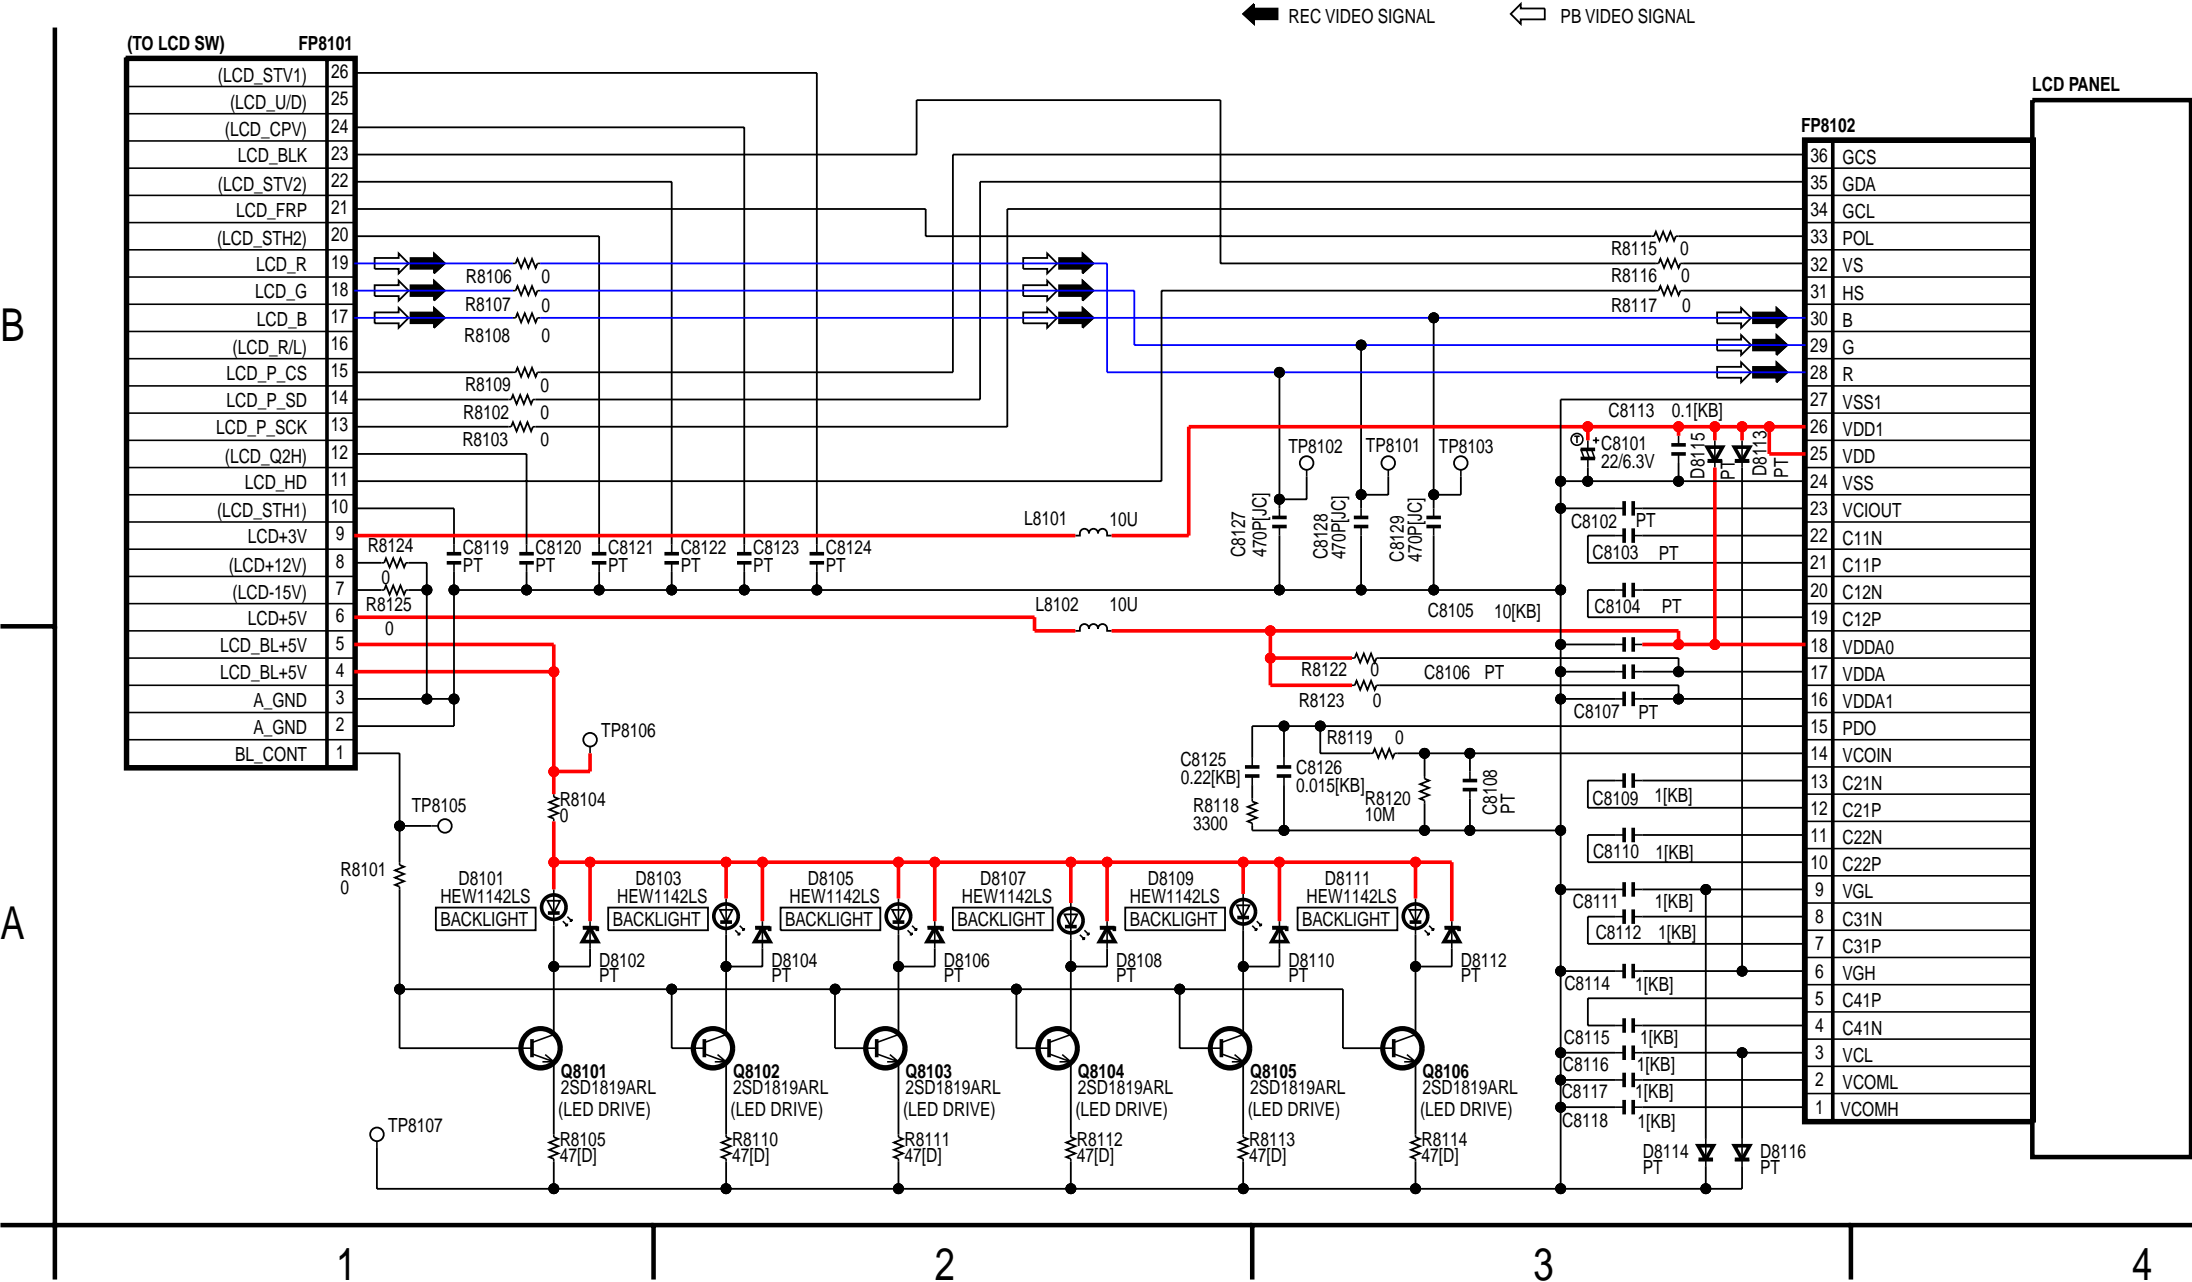 REC VIDEO SIGNAL
PB VIDEO SIGNAL
(TO LCD SW) FP8101
(LCD_STV1) 26
(LCD_U/D) 25
(LCD_CPV) 24
LCD_BLK 23
(LCD_STV2) 22
LCD_FRP 21
(LCD_STH2) 20
LCD_R 19
LCD_G 18
LCD_B 17
(LCD_R/L) 16
LCD_P_CS 15
LCD_P_SD 14
LCD_P_SCK 13
(LCD_Q2H) 12
LCD_HD 11
(LCD_STH1) 10
LCD+3V 9
(LCD+12V) 8
(LCD-15V) 7
LCD+5V 6
LCD_BL+5V 5
LCD_BL+5V 4
A_GND 3
A_GND 2
BL_CONT 1
R8106 0
R8107 0
R8108 0
R8109 0
R8102 0
R8103 0
R8124 0
R8125 0
C8119 PT
C8120 PT
C8121 PT
C8122 PT
C8123 PT
C8124 PT
L8101 10U
L8102 10U
TP8106
R8104 0
TP8105
R8101 0
D8101
HEW1142LS
BACKLIGHT
D8102
PT
D8103
HEW1142LS
BACKLIGHT
D8104
PT
D8105
HEW1142LS
BACKLIGHT
D8106
PT
D8107
HEW1142LS
BACKLIGHT
D8108
PT
D8109
HEW1142LS
BACKLIGHT
D8110
PT
D8111
HEW1142LS
BACKLIGHT
D8112
PT
Q8101
2SD1819ARL
(LED DRIVE)
Q8102
2SD1819ARL
(LED DRIVE)
Q8103
2SD1819ARL
(LED DRIVE)
Q8104
2SD1819ARL
(LED DRIVE)
Q8105
2SD1819ARL
(LED DRIVE)
Q8106
2SD1819ARL
(LED DRIVE)
TP8107
R8105
47[D]
R8110
47[D]
R8111
47[D]
R8112
47[D]
R8113
47[D]
R8114
47[D]
R8115 0
R8116 0
R8117 0
TP8102
TP8101
TP8103
C8127
470P[JC]
C8128
470P[JC]
C8129
470P[JC]
C8113 0.1[KB]
T
+
C8101
22/6.3V
D8115
PT
D8113
PT
C8102 PT
C8103 PT
C8104 PT
C8105 10[KB]
R8122 0
C8106 PT
R8123 0
C8107 PT
R8119 0
C8125
0.22[KB]
C8126
0.015[KB]
R8118
3300
R8120
10M
C8108
PT
C8109 1[KB]
C8110 1[KB]
C8111 1[KB]
C8112 1[KB]
C8114 1[KB]
C8115 1[KB]
C8116 1[KB]
C8117 1[KB]
C8118 1[KB]
D8114
PT
D8116
PT
LCD PANEL
FP8102
36 GCS
35 GDA
34 GCL
33 POL
32 VS
31 HS
30 B
29 G
28 R
27 VSS1
26 VDD1
25 VDD
24 VSS
23 VCIOUT
22 C11N
21 C11P
20 C12N
19 C12P
18 VDDA0
17 VDDA
16 VDDA1
15 PDO
14 VCOIN
13 C21N
12 C21P
11 C22N
10 C22P
9 VGL
8 C31N
7 C31P
6 VGH
5 C41P
4 C41N
3 VCL
2 VCOML
1 VCOMH
B
A
1 2 3 4